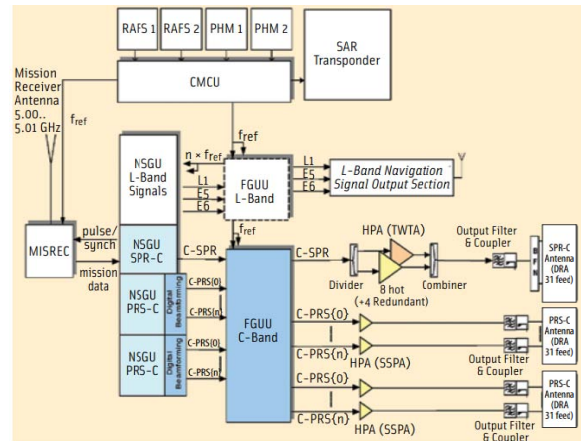 RAFS 1
RAFS 2
PHM 1
PHM 2
SAR
Transponder
CMCU
Mission
Receiver
Antenna
5.00..
5.01 GHz
fref
fref
n × fref
NSGU
L-Band
Signals
L1
E5
E6
FGUU
L-Band
L1
E5
E6
L-Band Navigation
Signal Output Section
fref
MISREC
pulse/
synch
mission
data
NSGU
SPR-C
C-SPR
NSGU
PRS-C
Digital
Beamforming
C-PRS{0}
C-PRS{n}
NSGU
PRS-C
Digital
Beamforming
C-PRS{0}
C-PRS{n}
FGUU
C-Band
C-SPR
HPA (TWTA)
Divider
8 hot
(+4 Redundant)
Combiner
Output Filter
& Coupler
B F N
SPR-C
Antenna
(DRA
31 feed)
C-PRS{0}
C-PRS{n}
HPA (SSPA)
Output Filter
& Coupler
PRS-C
Antenna
(DRA
31 feed)
C-PRS{0}
C-PRS{n}
HPA (SSPA)
Output Filter
& Coupler
PRS-C
Antenna
(DRA
31 feed)